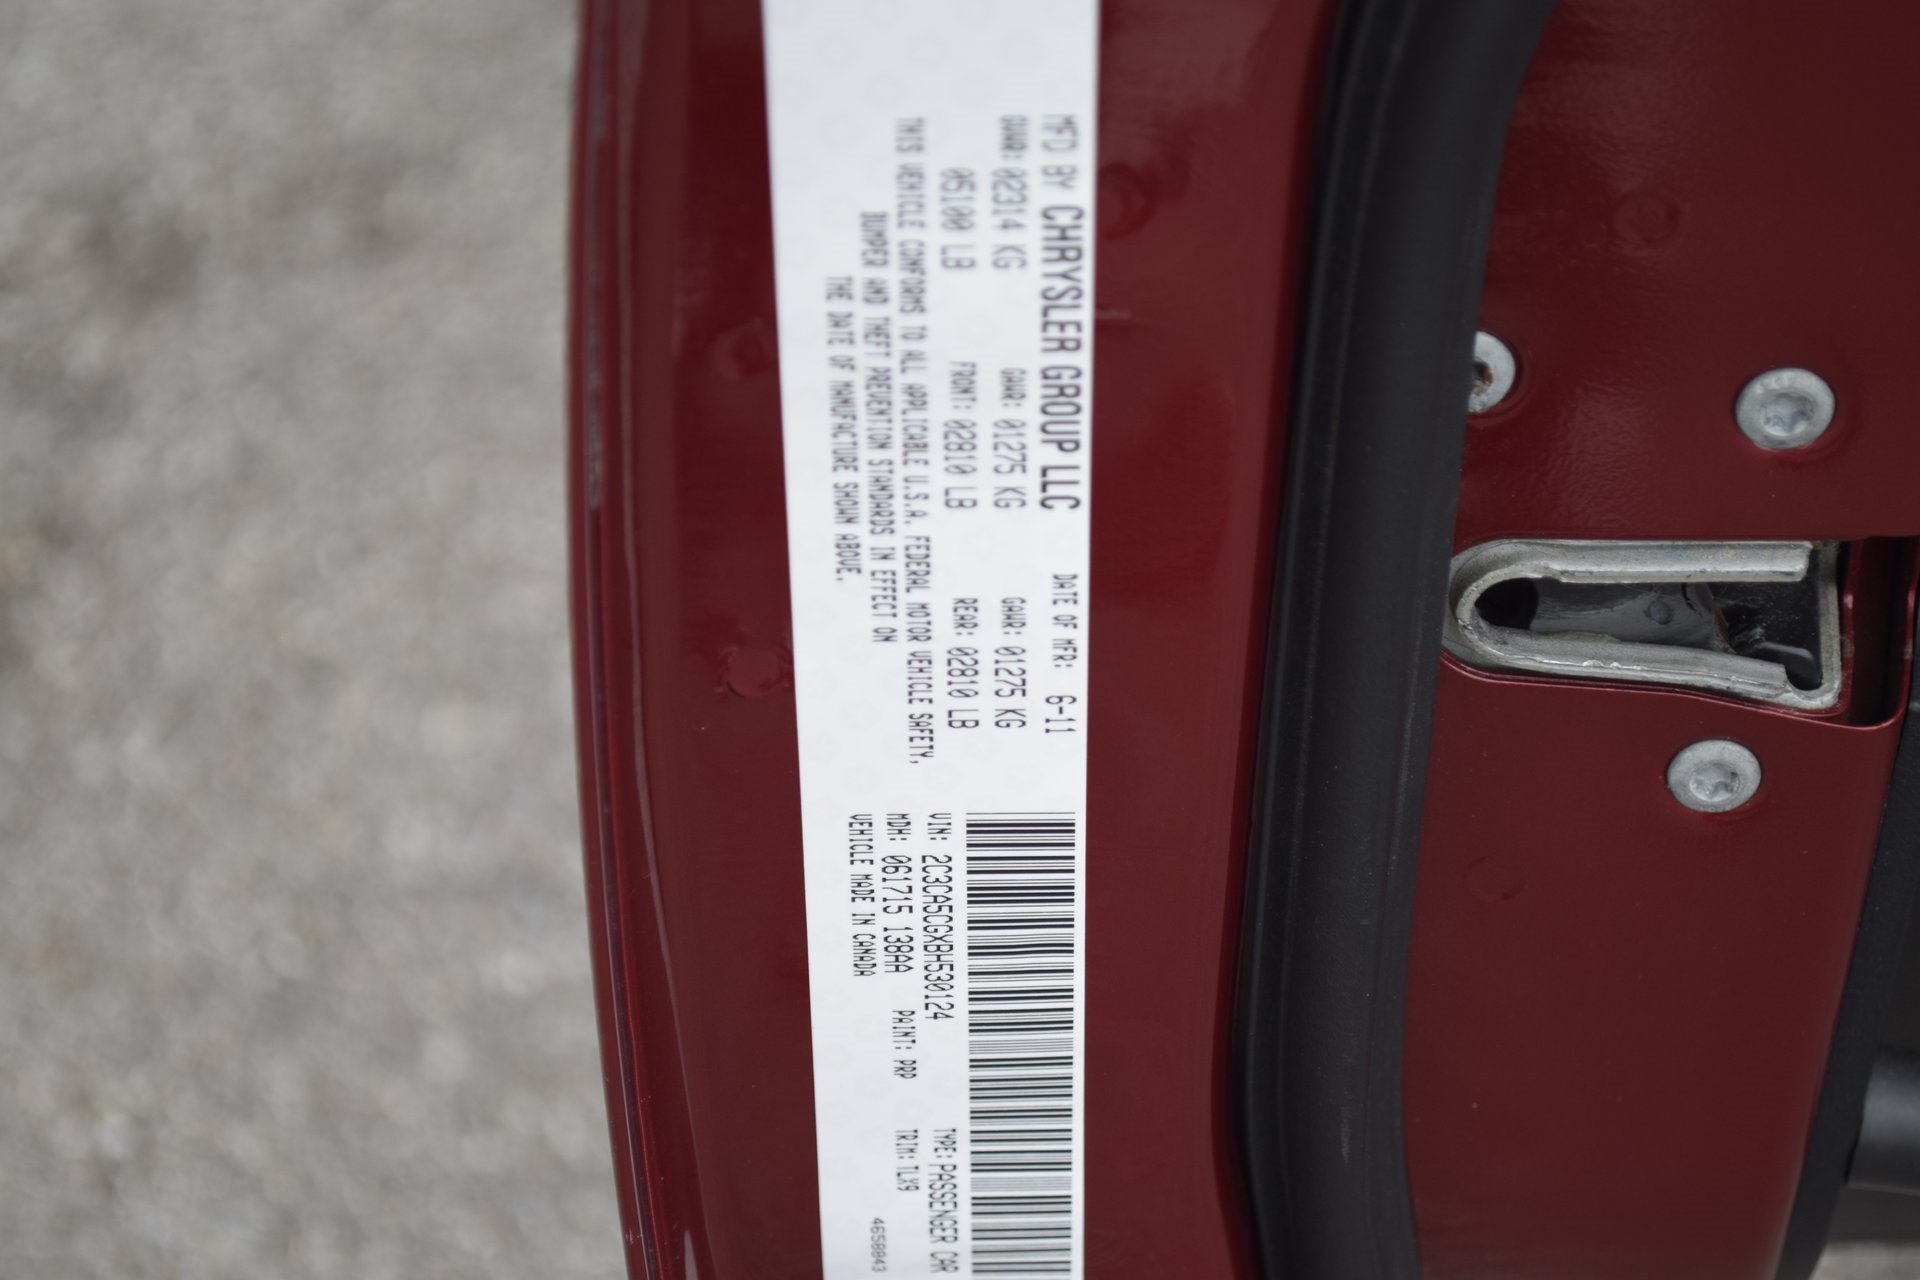 MFD BY CHRYSLER GROUP LLC DATE OF MFR: 6-11
GVWR: 02314 KG GAWR: 01275 KG GAWR: 01275 KG
05100 LB FRONT: 02810 LB REAR: 02810 LB
THIS VEHICLE CONFORMS TO ALL APPLICABLE U.S.A. FEDERAL MOTOR VEHICLE SAFETY,
BUMPER AND THEFT PREVENTION STANDARDS IN EFFECT ON
THE DATE OF MANUFACTURE SHOWN ABOVE.
VIN: 2C3CA5CGXBH530124 TYPE: PASSENGER CAR
MDH: 061715 138AA PAINT: PRP TRIM: TLX9
VEHICLE MADE IN CANADA 4658843